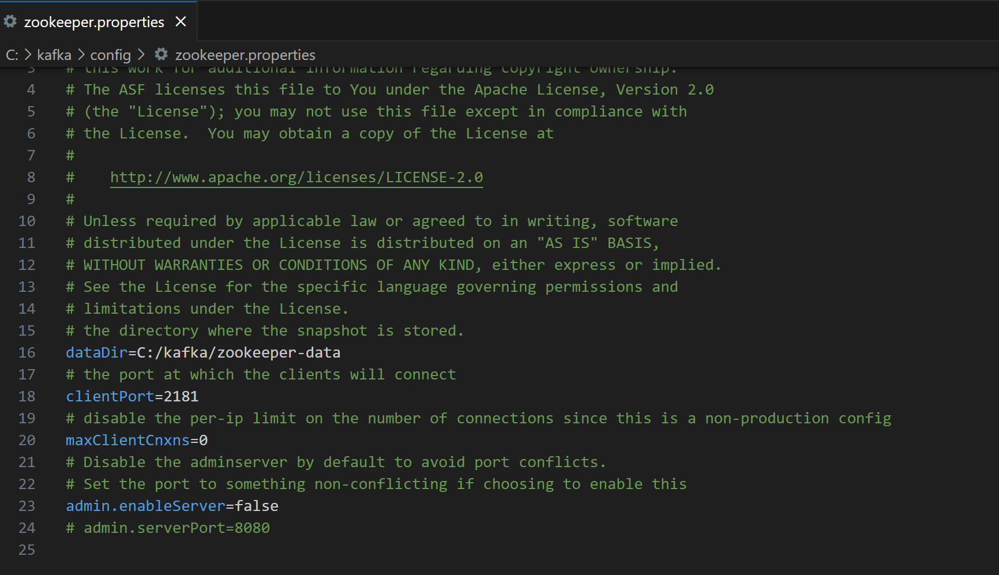 zookeeper.properties
C: > kafka > config > zookeeper.properties
3 # this work for additional information regarding copyright ownership.
4 # The ASF licenses this file to You under the Apache License, Version 2.0
5 # (the "License"); you may not use this file except in compliance with
6 # the License.  You may obtain a copy of the License at
7 #
8 #    http://www.apache.org/licenses/LICENSE-2.0
9 #
10 # Unless required by applicable law or agreed to in writing, software
11 # distributed under the License is distributed on an "AS IS" BASIS,
12 # WITHOUT WARRANTIES OR CONDITIONS OF ANY KIND, either express or implied.
13 # See the License for the specific language governing permissions and
14 # limitations under the License.
15 # the directory where the snapshot is stored.
16 dataDir=C:/kafka/zookeeper-data
17 # the port at which the clients will connect
18 clientPort=2181
19 # disable the per-ip limit on the number of connections since this is a non-production config
20 maxClientCnxns=0
21 # Disable the adminserver by default to avoid port conflicts.
22 # Set the port to something non-conflicting if choosing to enable this
23 admin.enableServer=false
24 # admin.serverPort=8080
25